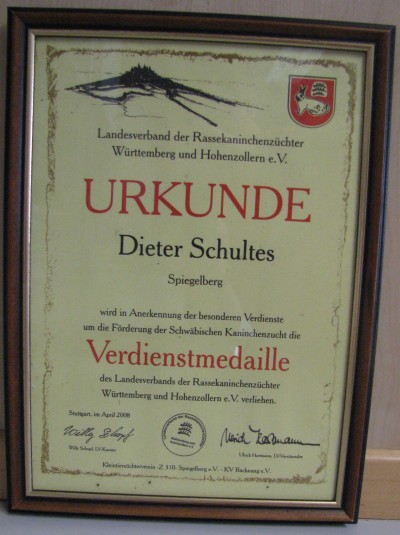 Landesverband der Rassekaninchenzüchter
Württemberg und Hohenzollern e.V.
URKUNDE
Dieter Schultes
Spiegelberg
wird in Anerkennung der besonderen Verdienste
um die Förderung der Schwäbischen Kaninchenzucht die
Verdienstmedaille
des Landesverbands der Rassekaninchenzüchter
Württemberg und Hohenzollern e.V. verliehen.
Stuttgart, im April 2008
Kleintierzüchterverein Z 518 Spiegelberg e.V. - KV Backnang e.V.